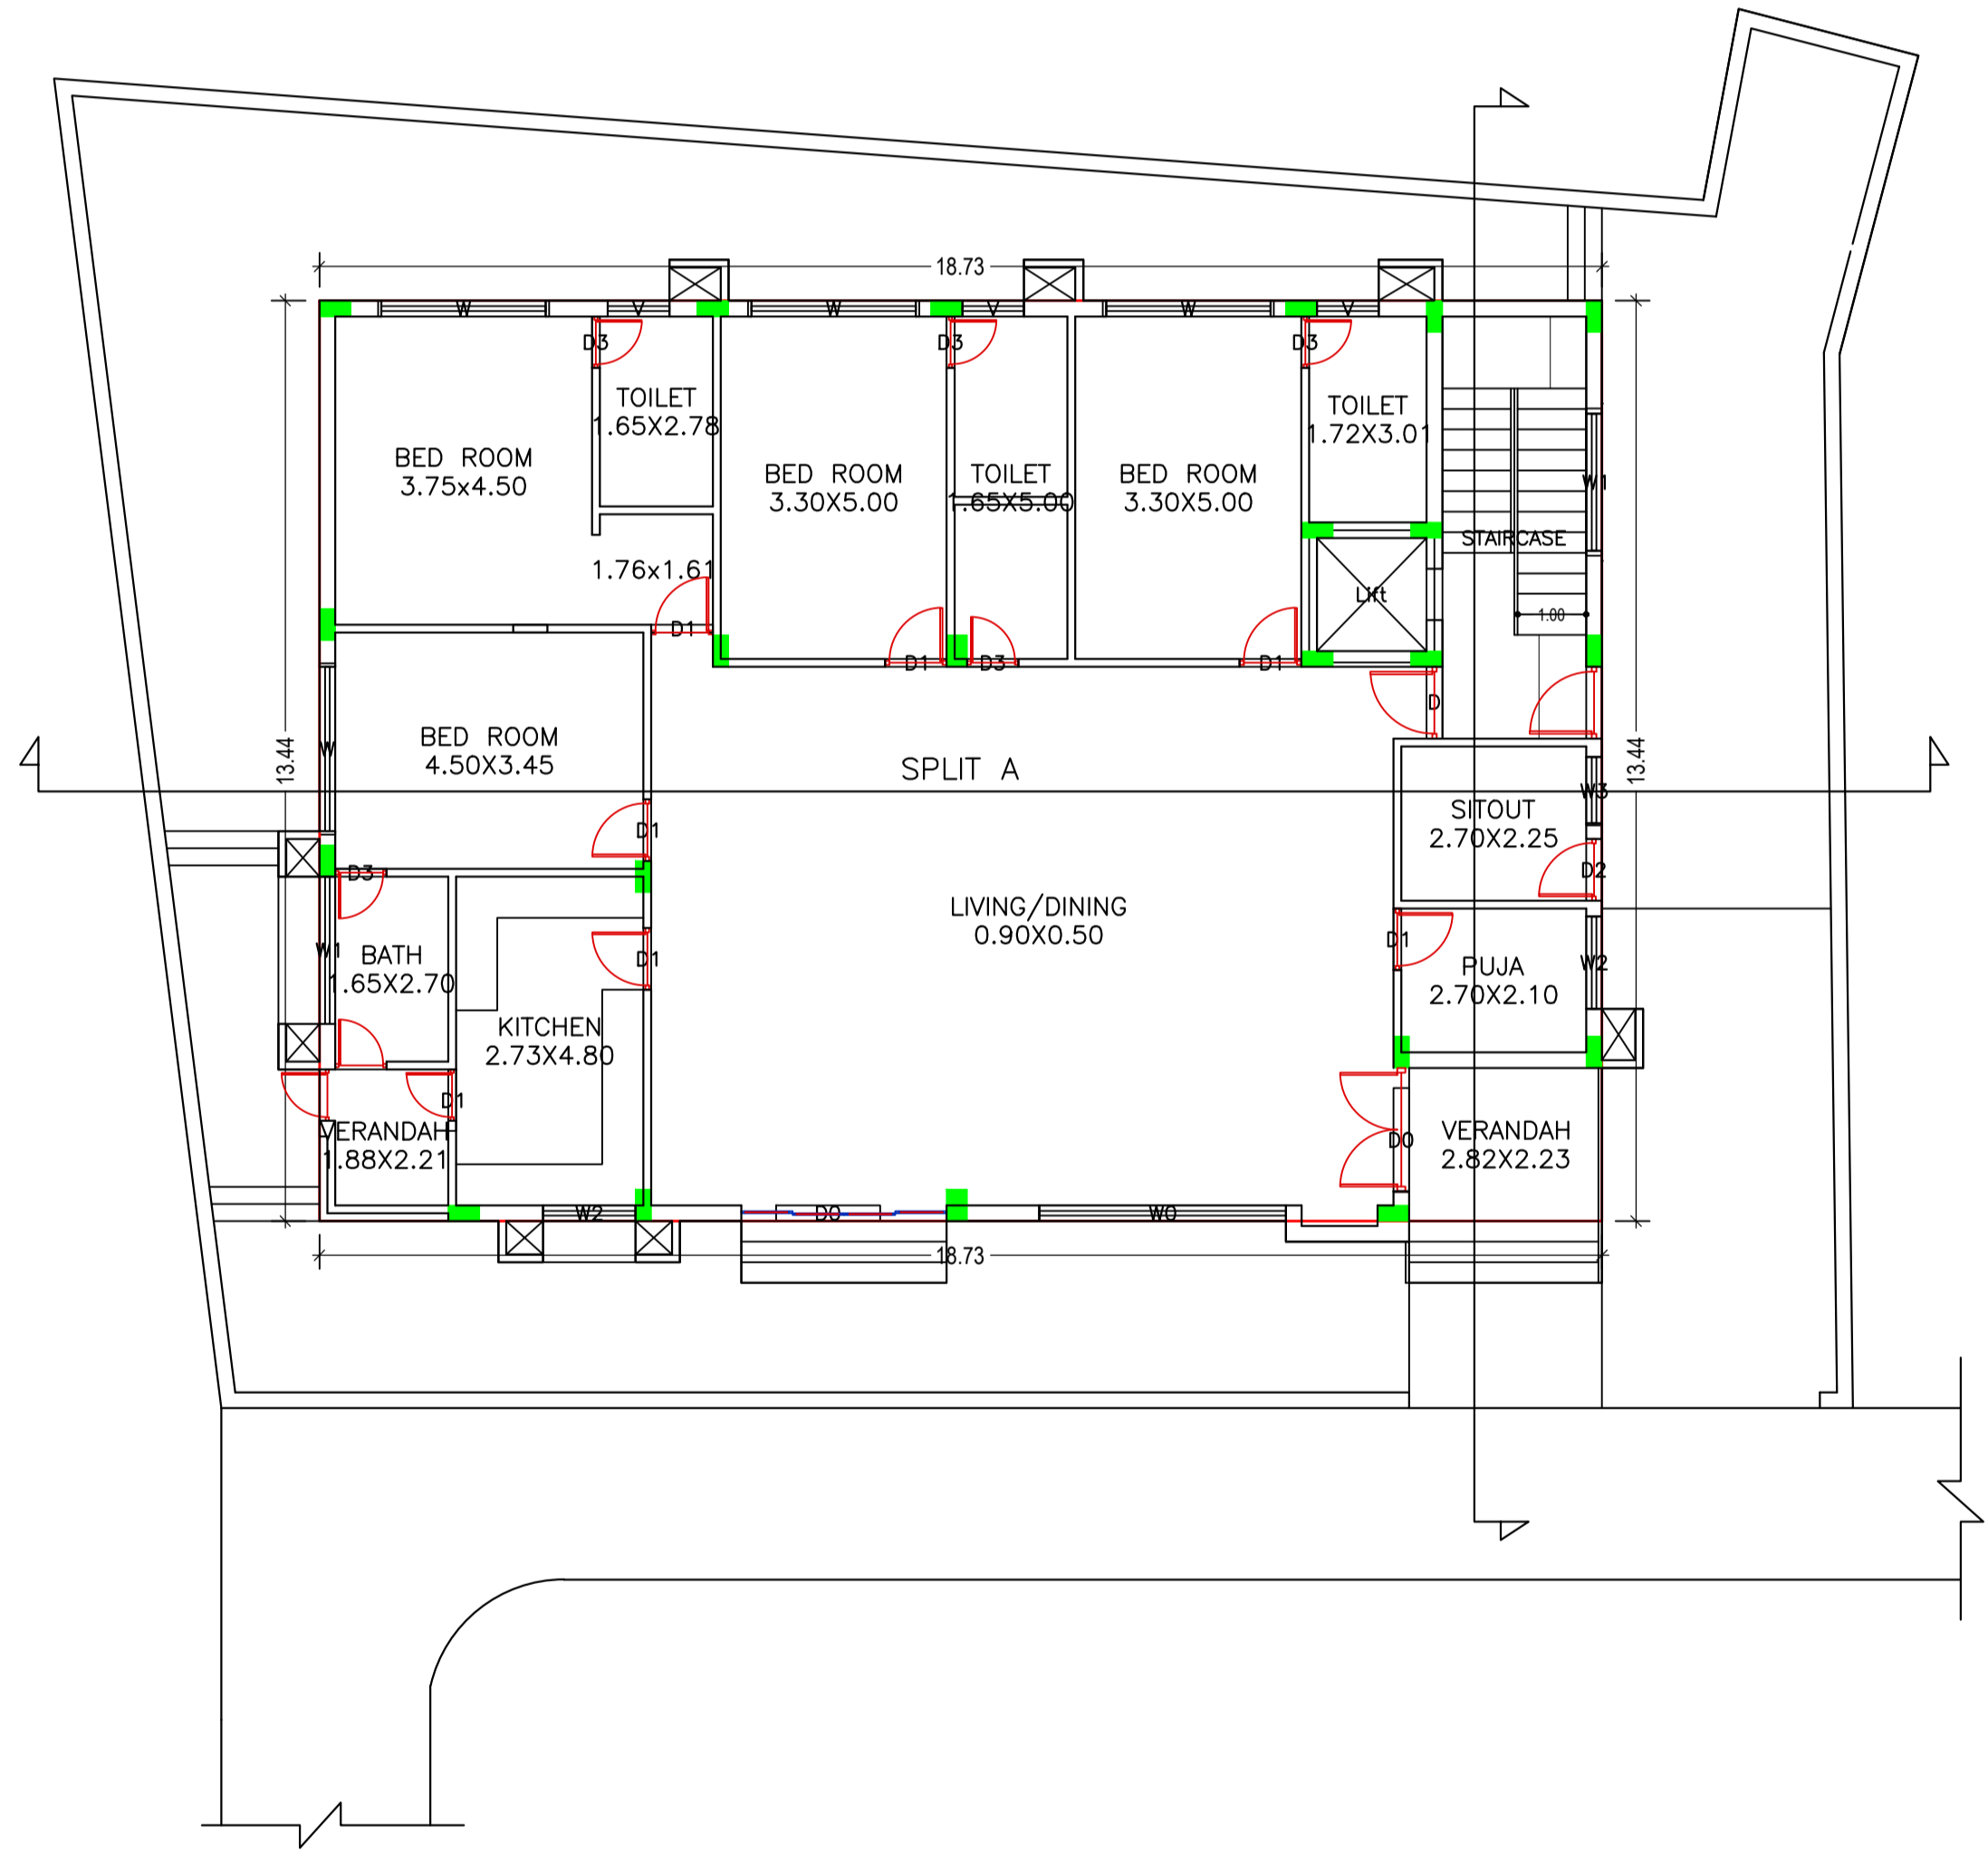 18.73
W
V
W
V
W
V
D3
D3
D3
TOILET
1.65X2.78
TOILET
1.72X3.01
BED ROOM
3.75x4.50
BED ROOM
3.30X5.00
TOILET
1.65X5.00
BED ROOM
3.30X5.00
W1
STAIRCASE
1.76x1.61
Lift
1.00
D1
D1
D3
D1
D
BED ROOM
4.50X3.45
W
13.44
SPLIT A
13.44
SITOUT
2.70X2.25
W3
D1
D3
D2
LIVING/DINING
0.90X0.50
W1
BATH
1.65X2.70
D1
D1
PUJA
2.70X2.10
W2
KITCHEN
2.73X4.80
D1
VERANDAH
1.88X2.21
D0
VERANDAH
2.82X2.23
W2
D0
W0
18.73